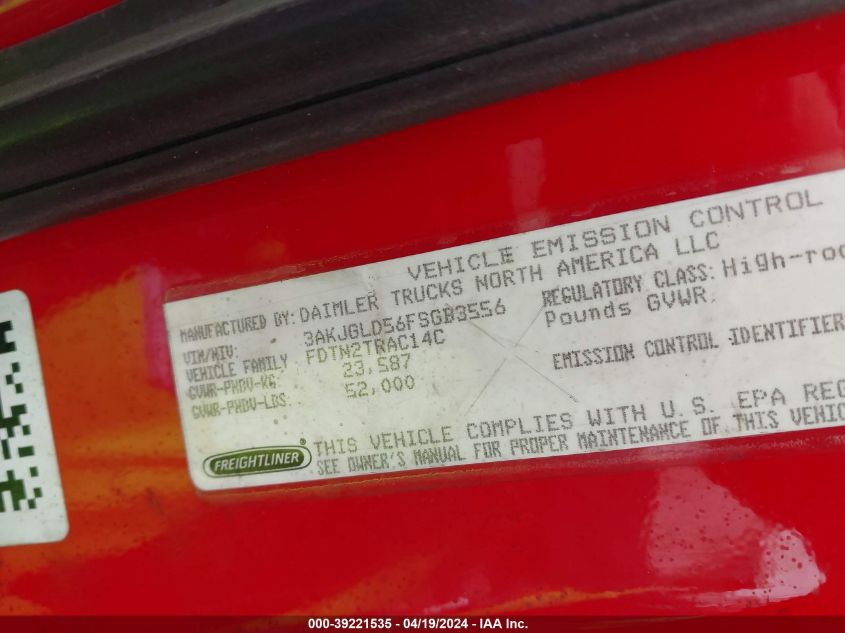 VEHICLE EMISSION CONTROL
MANUFACTURED BY: DAIMLER TRUCKS NORTH AMERICA LLC
VIN/NIV: 3AKJGLD56FSGB3556
VEHICLE FAMILY FDTN2TRAC14C
GVWR-PNBV-KG: 23,587
GVWR-PNBV-LBS: 52,000
REGULATORY CLASS: High-roo
Pounds GVWR.
EMISSION CONTROL IDENTIFIER
FREIGHTLINER®
THIS VEHICLE COMPLIES WITH U.S. EPA REG
SEE OWNER'S MANUAL FOR PROPER MAINTENANCE OF THIS VEHIC
000-39221535 - 04/19/2024 - IAA Inc.